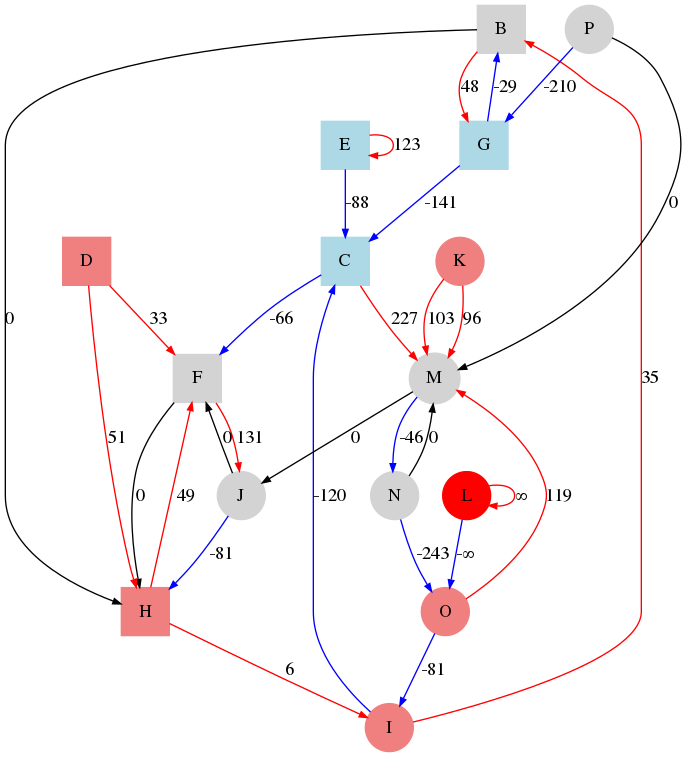 B P
48 -29 -210
E 123 G
-88 -141 0
D C K
0 33 -66 227 103 96
F M 35
51 0 131 0 -46 0
0 49 J -120 N L ∞ 119
-81 -243 -∞
H O
6 -81
I